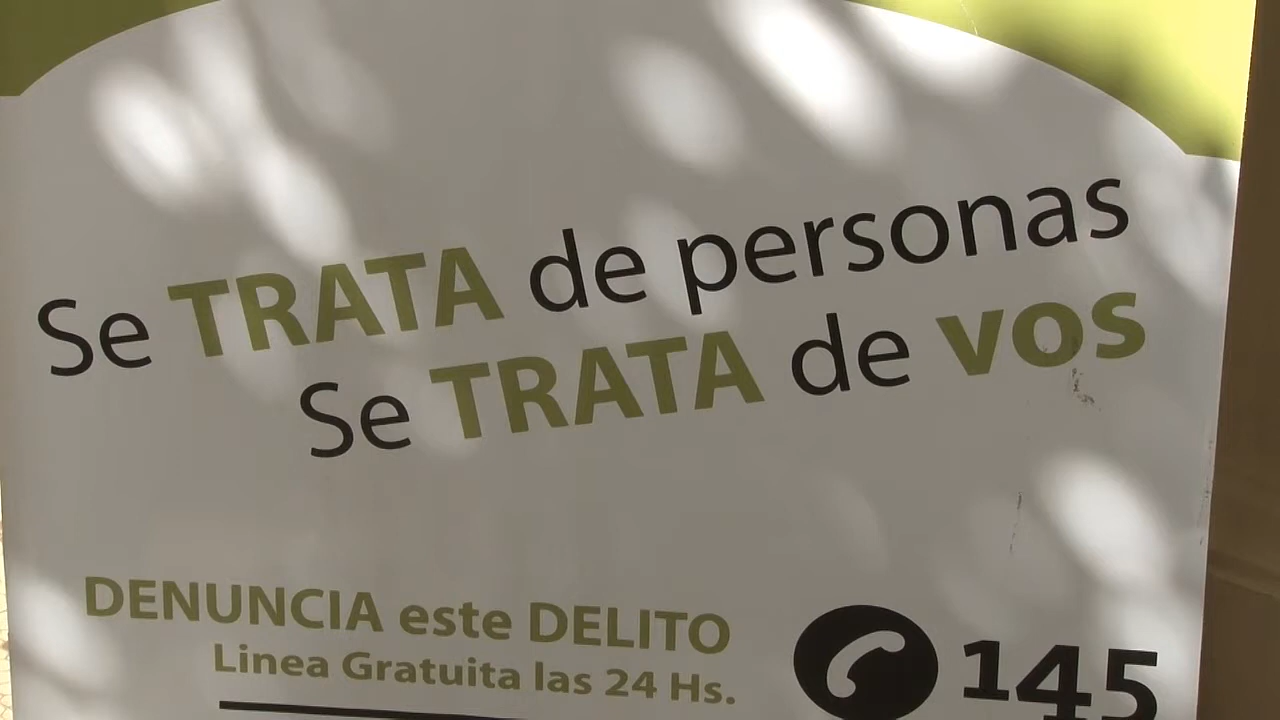 Se TRATA de personas
Se TRATA de vos
DENUNCIA este DELITO
Linea Gratuita las 24 Hs.
145